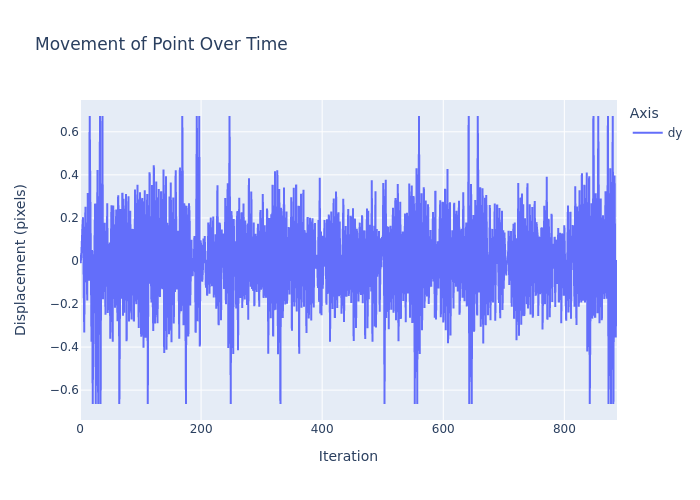 Movement of Point Over Time
Axis
dy
0.6
0.4
0.2
0
−0.2
−0.4
−0.6
Displacement (pixels)
0
200
400
600
800
Iteration